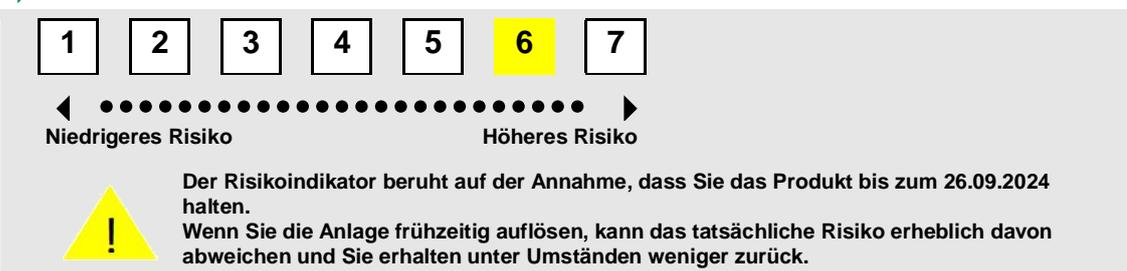 1 2 3 4 5 6 7
Niedrigeres Risiko Höheres Risiko
Der Risikoindikator beruht auf der Annahme, dass Sie das Produkt bis zum 26.09.2024
halten.
Wenn Sie die Anlage frühzeitig auflösen, kann das tatsächliche Risiko erheblich davon
abweichen und Sie erhalten unter Umständen weniger zurück.
!